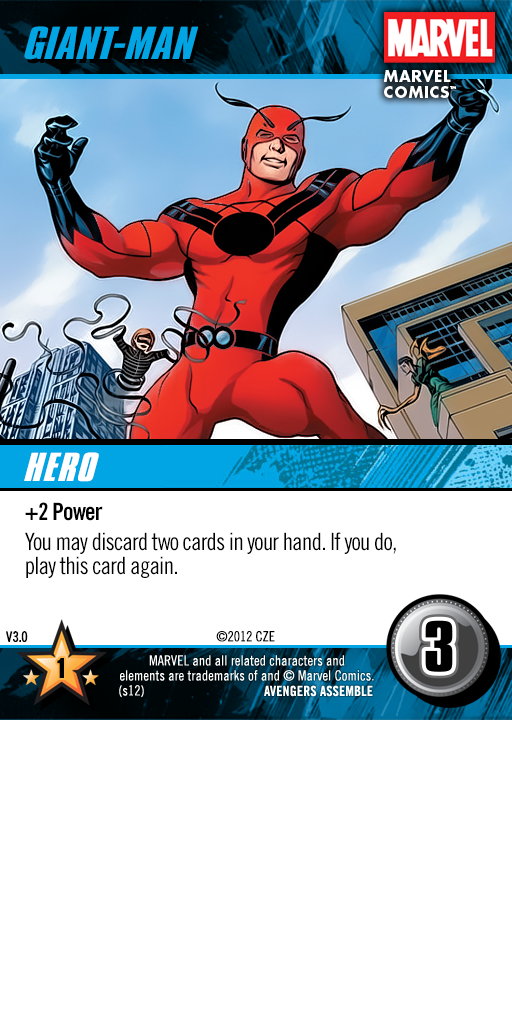 GIANT-MAN
MARVEL
MARVEL
COMICS™
HERO
+2 Power
You may discard two cards in your hand. If you do,
play this card again.
V3.0
©2012 CZE
3
1
MARVEL and all related characters and
elements are trademarks of and © Marvel Comics.
(s12) AVENGERS ASSEMBLE